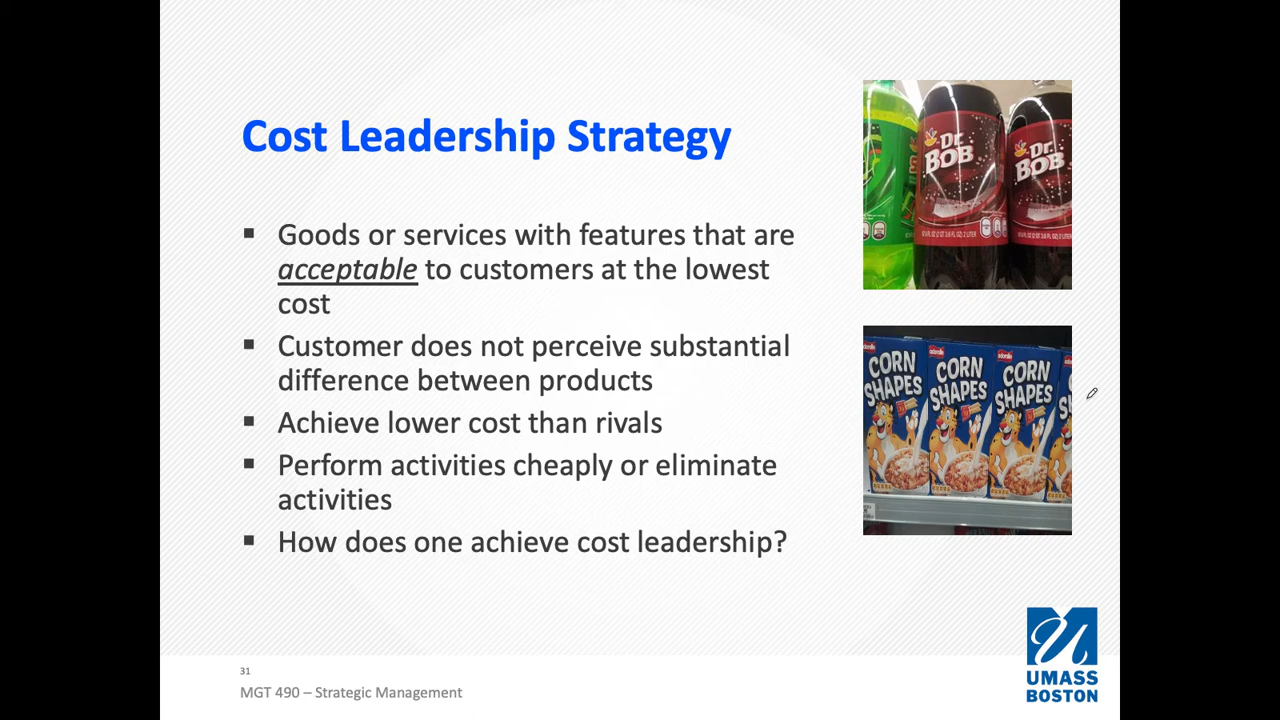 Cost Leadership Strategy
▪ Goods or services with features that are
acceptable to customers at the lowest
cost
▪ Customer does not perceive substantial
difference between products
▪ Achieve lower cost than rivals
▪ Perform activities cheaply or eliminate
activities
▪ How does one achieve cost leadership?
Dr.
BOB
Dr.
BOB
CORN
SHAPES
CORN
SHAPES
CORN
SHAPES
31
MGT 490 – Strategic Management
UMASS
BOSTON